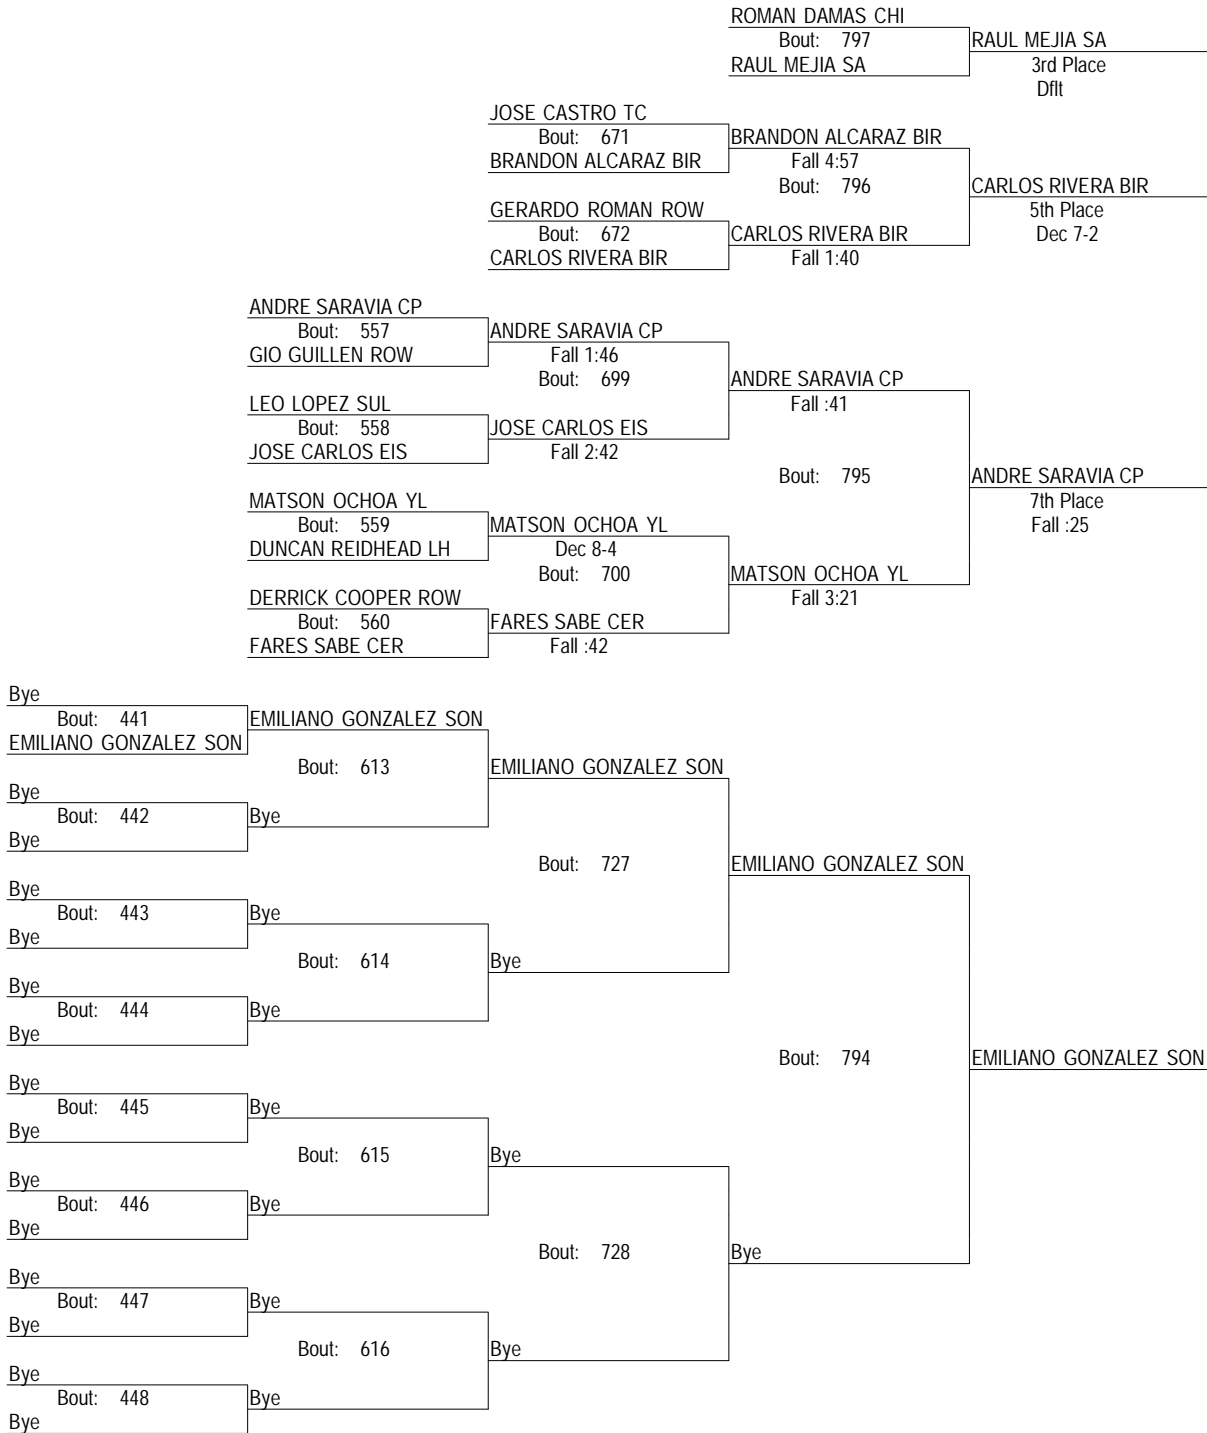 ROMAN DAMAS CHI
Bout: 797
RAUL MEJIA SA
RAUL MEJIA SA
3rd Place
Dflt
JOSE CASTRO TC
Bout: 671
BRANDON ALCARAZ BIR
BRANDON ALCARAZ BIR
Fall 4:57
Bout: 796
CARLOS RIVERA BIR
5th Place
Dec 7-2
GERARDO ROMAN ROW
Bout: 672
CARLOS RIVERA BIR
CARLOS RIVERA BIR
Fall 1:40
ANDRE SARAVIA CP
Bout: 557
GIO GUILLEN ROW
ANDRE SARAVIA CP
Fall 1:46
Bout: 699
ANDRE SARAVIA CP
Fall :41
LEO LOPEZ SUL
Bout: 558
JOSE CARLOS EIS
JOSE CARLOS EIS
Fall 2:42
Bout: 795
ANDRE SARAVIA CP
7th Place
Fall :25
MATSON OCHOA YL
Bout: 559
DUNCAN REIDHEAD LH
MATSON OCHOA YL
Dec 8-4
Bout: 700
MATSON OCHOA YL
Fall 3:21
DERRICK COOPER ROW
Bout: 560
FARES SABE CER
FARES SABE CER
Fall :42
Bye
Bout: 441
EMILIANO GONZALEZ SON
EMILIANO GONZALEZ SON
Bout: 613
EMILIANO GONZALEZ SON
Bye
Bout: 442
Bye
Bye
Bout: 727
EMILIANO GONZALEZ SON
Bye
Bout: 443
Bye
Bye
Bout: 614
Bye
Bye
Bout: 444
Bye
Bye
Bout: 794
EMILIANO GONZALEZ SON
Bye
Bout: 445
Bye
Bye
Bout: 615
Bye
Bye
Bout: 446
Bye
Bye
Bout: 728
Bye
Bye
Bout: 447
Bye
Bye
Bout: 616
Bye
Bye
Bout: 448
Bye
Bye